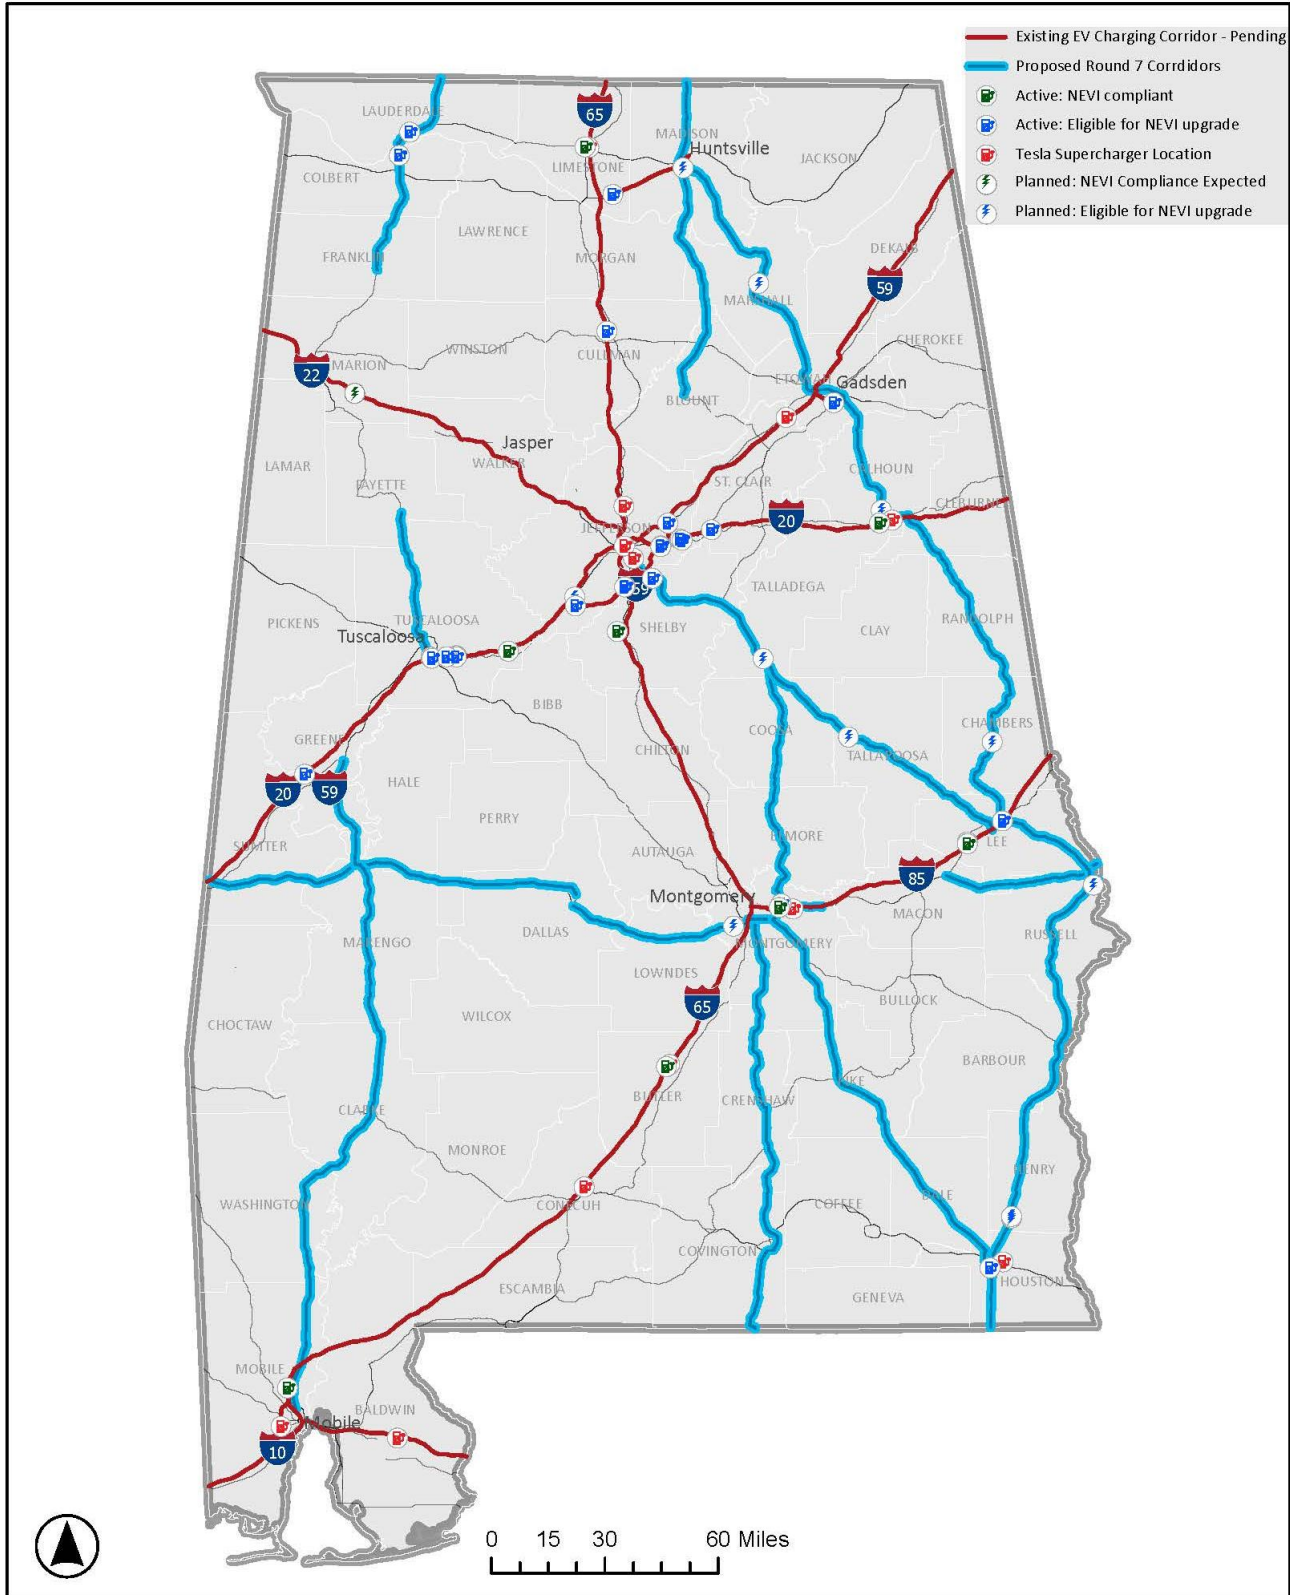 Existing EV Charging Corridor - Pending
Proposed Round 7 Corrdidors
Active: NEVI compliant
Active: Eligible for NEVI upgrade
Tesla Supercharger Location
Planned: NEVI Compliance Expected
Planned: Eligible for NEVI upgrade
LAUDERDALE
65
MADISON
Huntsville
JACKSON
LIMESTONE
COLBERT
LAWRENCE
FRANKLIN
MORGAN
DEKALB
59
MARSHALL
CHEROKEE
WINSTON
CULLMAN
MARION
22
ETOWAH
Gadsden
BLOUNT
Jasper
WALKER
LAMAR
CALHOUN
FAYETTE
ST. CLAIR
CLEBURNE
20
JEFFERSON
59
TALLADEGA
RANDOLPH
PICKENS
TUSCALOOSA
SHELBY
CLAY
Tuscaloosa
BIBB
CHAMBERS
COOSA
GREENE
CHILTON
TALLAPOOSA
HALE
20
59
PERRY
ELMORE
LEE
SUMTER
AUTAUGA
85
Montgomery
MACON
DALLAS
RUSSELL
MARENGO
MONTGOMERY
LOWNDES
65
BULLOCK
WILCOX
CHOCTAW
BARBOUR
PIKE
BUTLER
CRENSHAW
CLARKE
MONROE
HENRY
DALE
WASHINGTON
CONECUH
COFFEE
COVINGTON
HOUSTON
ESCAMBIA
GENEVA
MOBILE
BALDWIN
Mobile
10
0 15 30 60 Miles